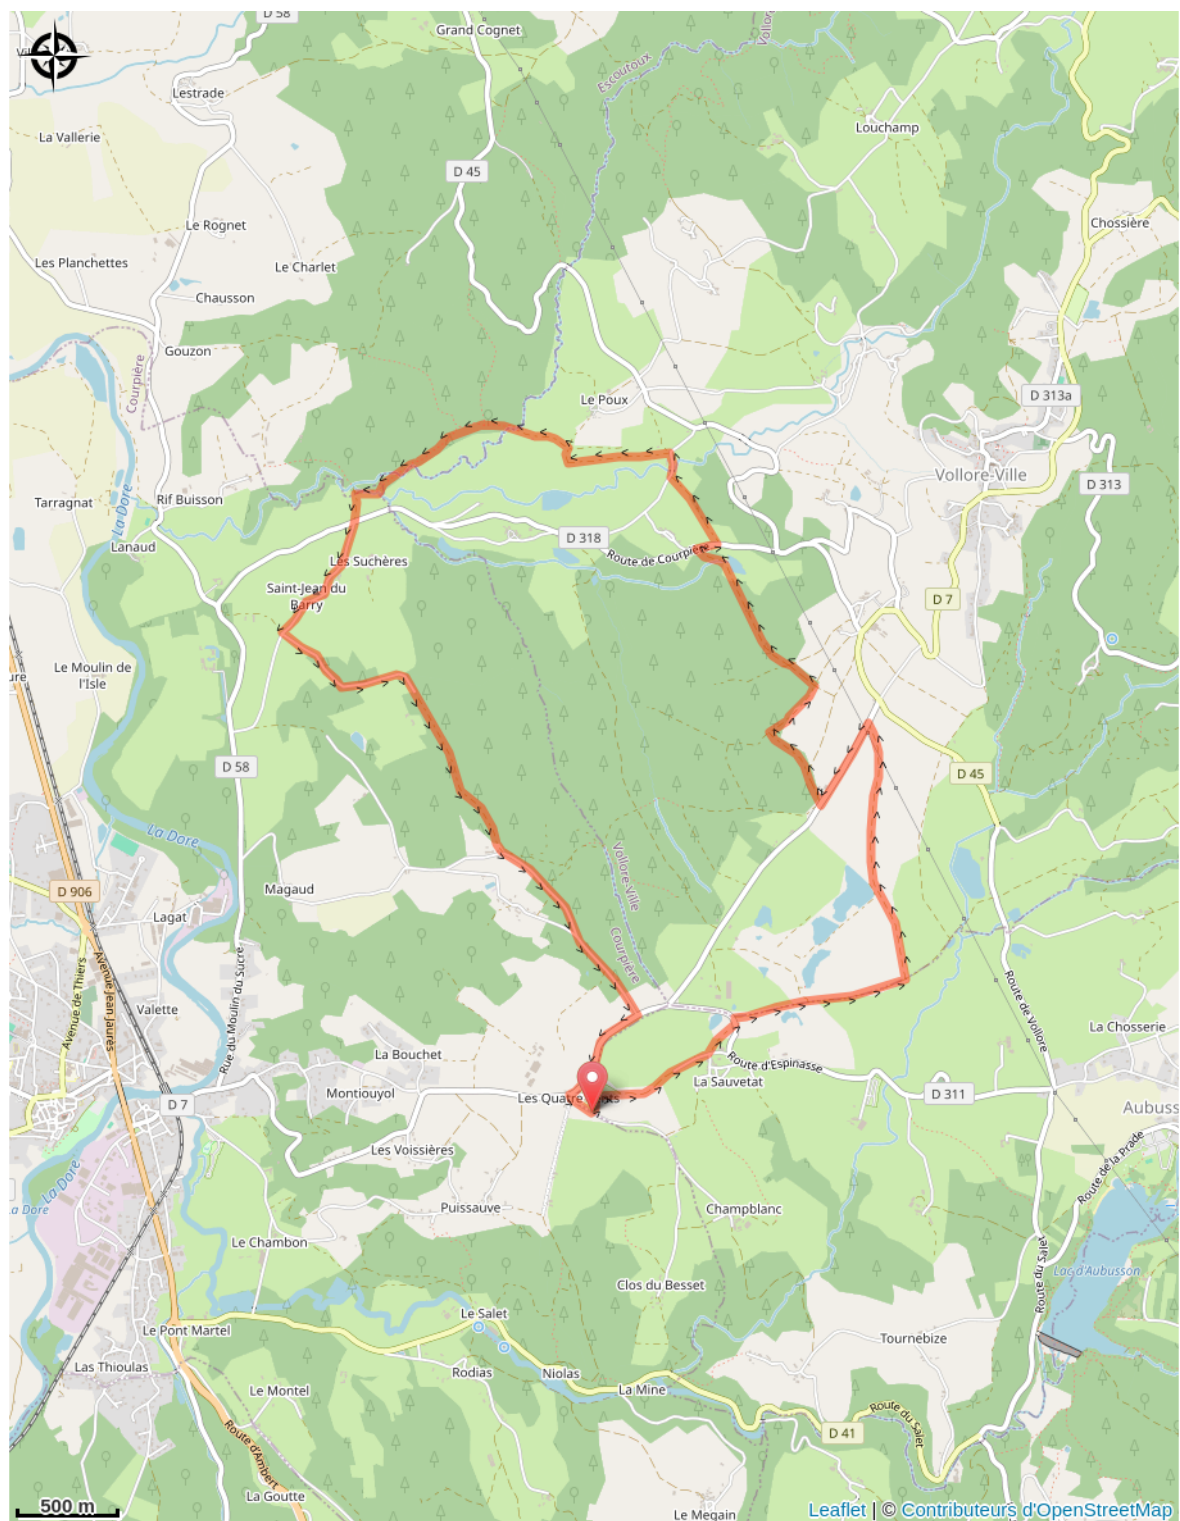 D 58
Grand Cognet
Escoutoux
Lestrade
La Vallerie
Louchamp
D 45
Le Rognet
Chossière
Les Planchettes
Le Charlet
Chausson
Gouzon
Courpière
D 313a
Le Poux
Vollore-Ville
D 313
La Dore
Tarragnat
Rif Buisson
Lanaud
D 318
Route de Courpière
Les Suchères
Saint-Jean du
Barry
D 7
Le Moulin de
l'Isle
D 58
D 45
La Dore
Vollore-Ville
Courpière
D 906
Magaud
Lagat
Avenue de Thiers
Avenue Jean Jaurès
Rue du Moulin du Sucre
Valette
Route de Vollore
La Chosserie
La Bouchet
Route d'Espinasse
La Sauvetat
Montiouyol
D 7
D 311
Aubuss
Les Voissières
Route de la Prade
La Dore
a Dore
Puissauve
Champblanc
Le Chambon
Lac d'Aubusson
Route du Salet
Clos du Besset
Le Salet
Le Pont Martel
Tournebize
Las Thioulas
Rodias
Niolas
Le Montel
La Mine
Route du Salet
D 41
Route d'Ambert
La Goutte
Le Megain
500 m
Leaflet | © Contributeurs d'OpenStreetMap